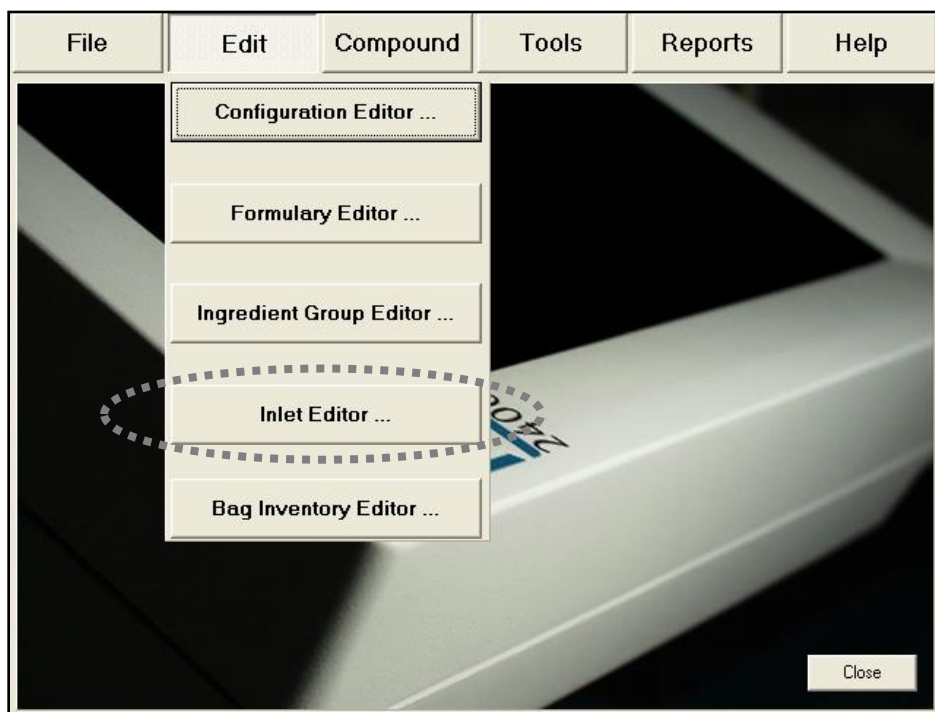 File Edit Compound Tools Reports Help
Configuration Editor ...
Formulary Editor ...
Ingredient Group Editor ...
Inlet Editor ...
2400
Bag Inventory Editor ...
Close